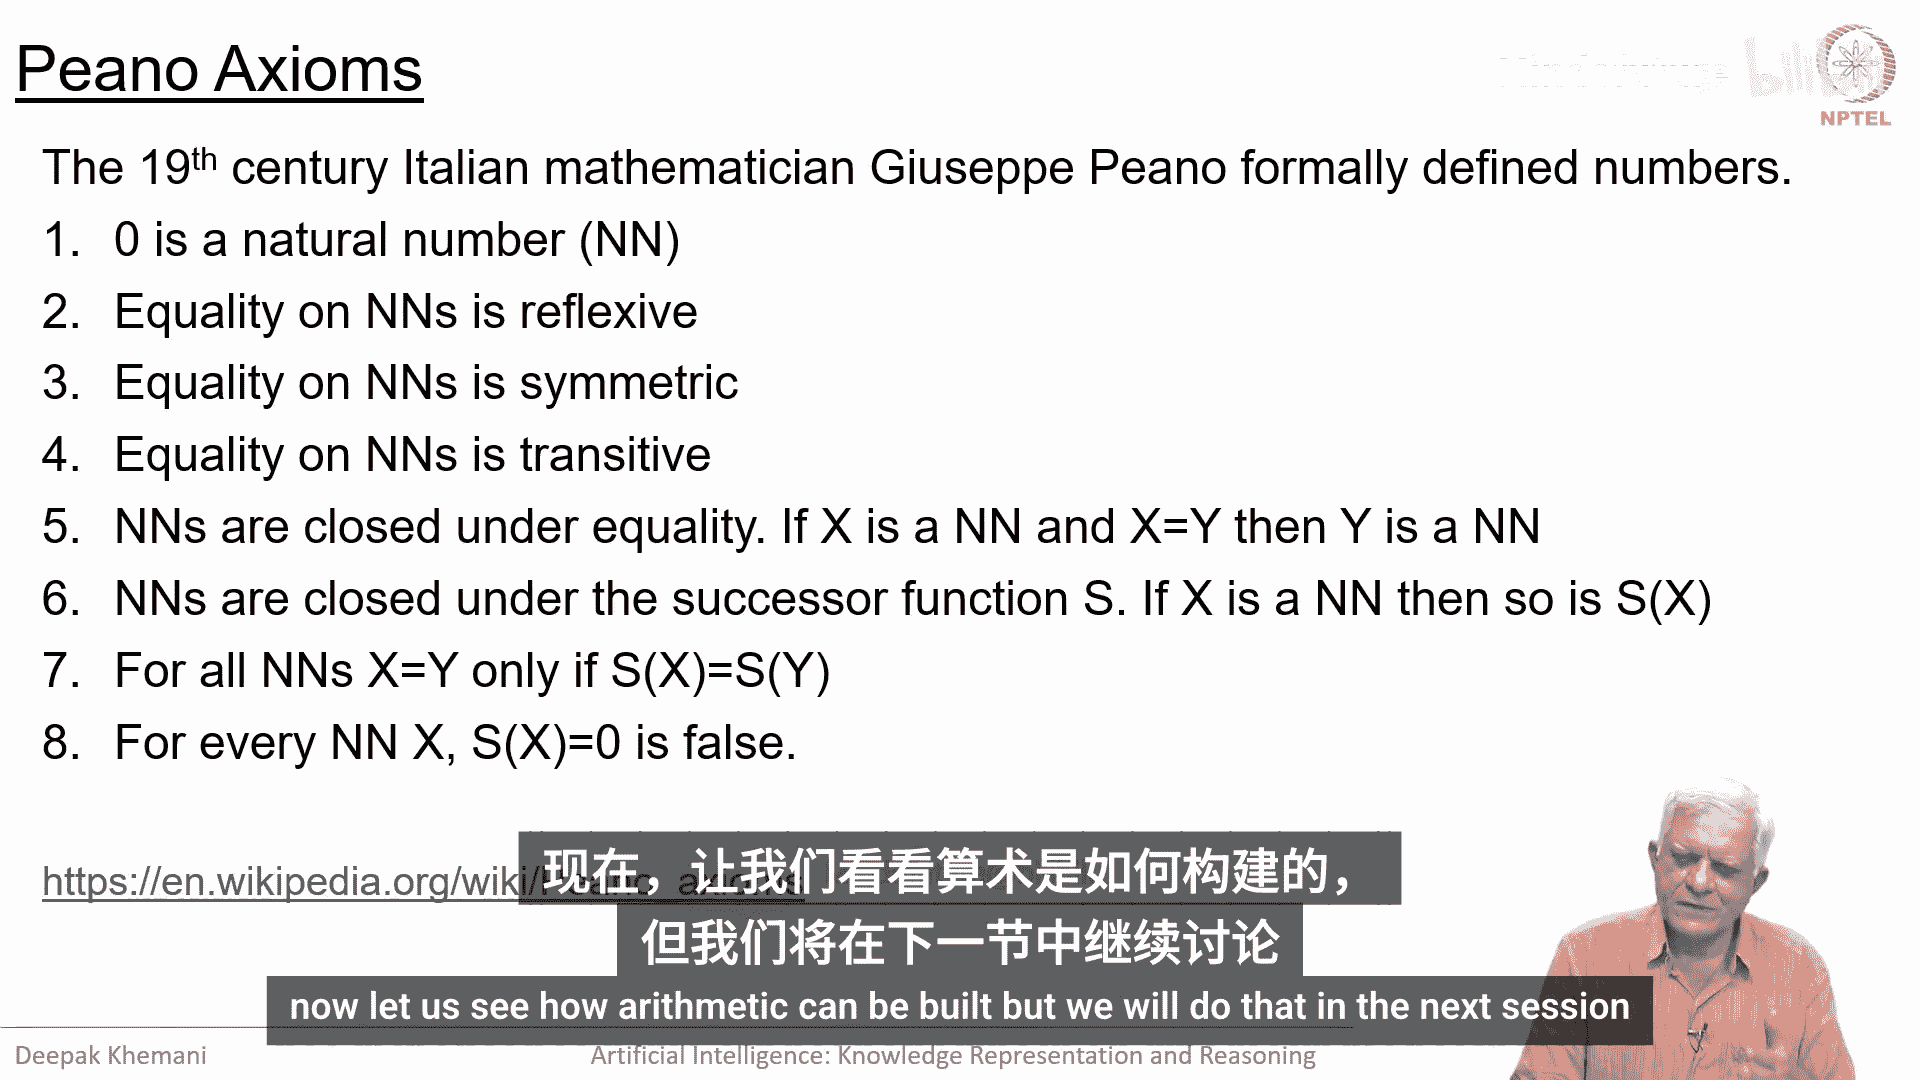 Peano Axioms
NPTEL
The 19th century Italian mathematician Giuseppe Peano formally defined numbers.
1. 0 is a natural number (NN)
2. Equality on NNs is reflexive
3. Equality on NNs is symmetric
4. Equality on NNs is transitive
5. NNs are closed under equality. If X is a NN and X=Y then Y is a NN
6. NNs are closed under the successor function S. If X is a NN then so is S(X)
7. For all NNs X=Y only if S(X)=S(Y)
8. For every NN X, S(X)=0 is false.
https://en.wikipedia.org/wiki/Peano_axioms
现在，让我们看看算术是如何构建的，
但我们将在下一节中继续讨论
now let us see how arithmetic can be built but we will do that in the next session
Deepak Khemani
Artificial Intelligence: Knowledge Representation and Reasoning